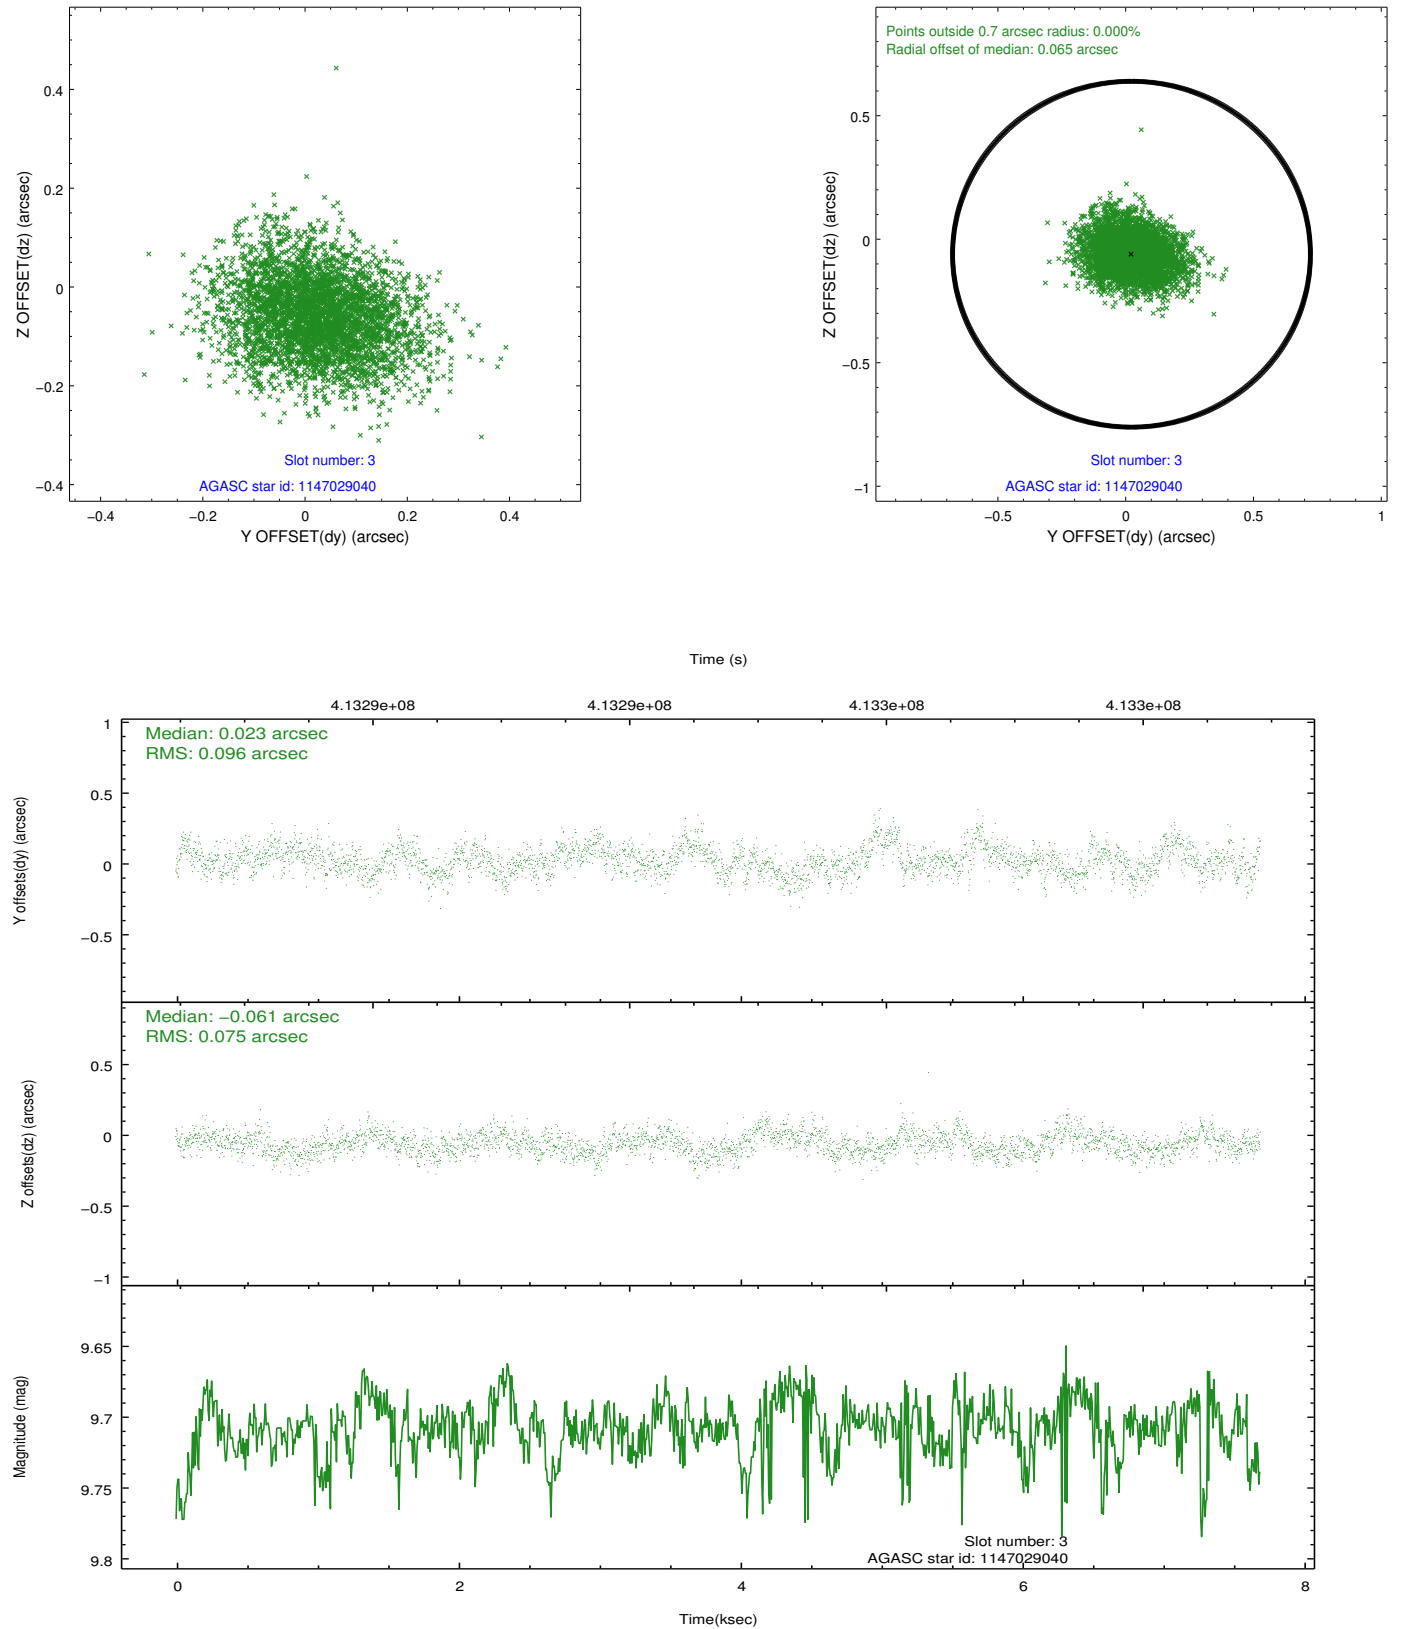 0.4
0.2
0
−0.2
−0.4
Z OFFSET(dz) (arcsec)
Slot number: 3
AGASC star id: 1147029040
−0.4
−0.2
0
0.2
0.4
Y OFFSET(dy) (arcsec)
Points outside 0.7 arcsec radius: 0.000%
Radial offset of median: 0.065 arcsec
0.5
0
−0.5
−1
Z OFFSET(dz) (arcsec)
Slot number: 3
AGASC star id: 1147029040
−0.5
0
0.5
1
Y OFFSET(dy) (arcsec)
Time (s)
4.1329e+08
4.1329e+08
4.133e+08
4.133e+08
Median: 0.023 arcsec
RMS: 0.096 arcsec
1
0.5
0
−0.5
Y offsets(dy) (arcsec)
Median: −0.061 arcsec
RMS: 0.075 arcsec
0.5
0
−0.5
−1
Z offsets(dz) (arcsec)
9.65
9.7
9.75
9.8
Magnitude (mag)
Slot number: 3
AGASC star id: 1147029040
0
2
4
6
8
Time(ksec)